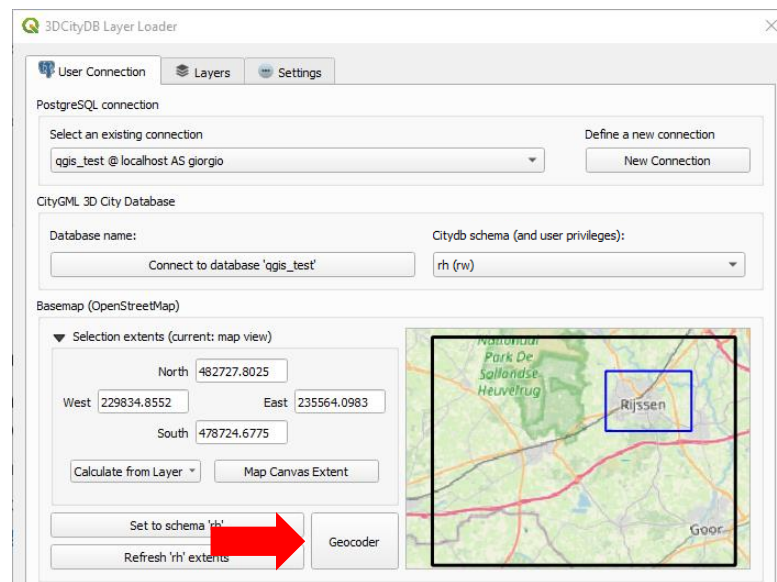 3DCityDB Layer Loader
User Connection
Layers
Settings
PostgreSQL connection
Select an existing connection
Define a new connection
qgis_test @ localhost AS giorgio
New Connection
CityGML 3D City Database
Database name:
Citydb schema (and user privileges):
Connect to database 'qgis_test'
rh (rw)
Basemap (OpenStreetMap)
Selection extents (current: map view)
North 482727.8025
West 229834.8552
East 235564.0983
South 478724.6775
Calculate from Layer
Map Canvas Extent
Set to schema 'rh'
Refresh 'rh' extents
Geocoder
Nationaal
Park De
Sallandse
Heuvelrug
Rijssen
Goor